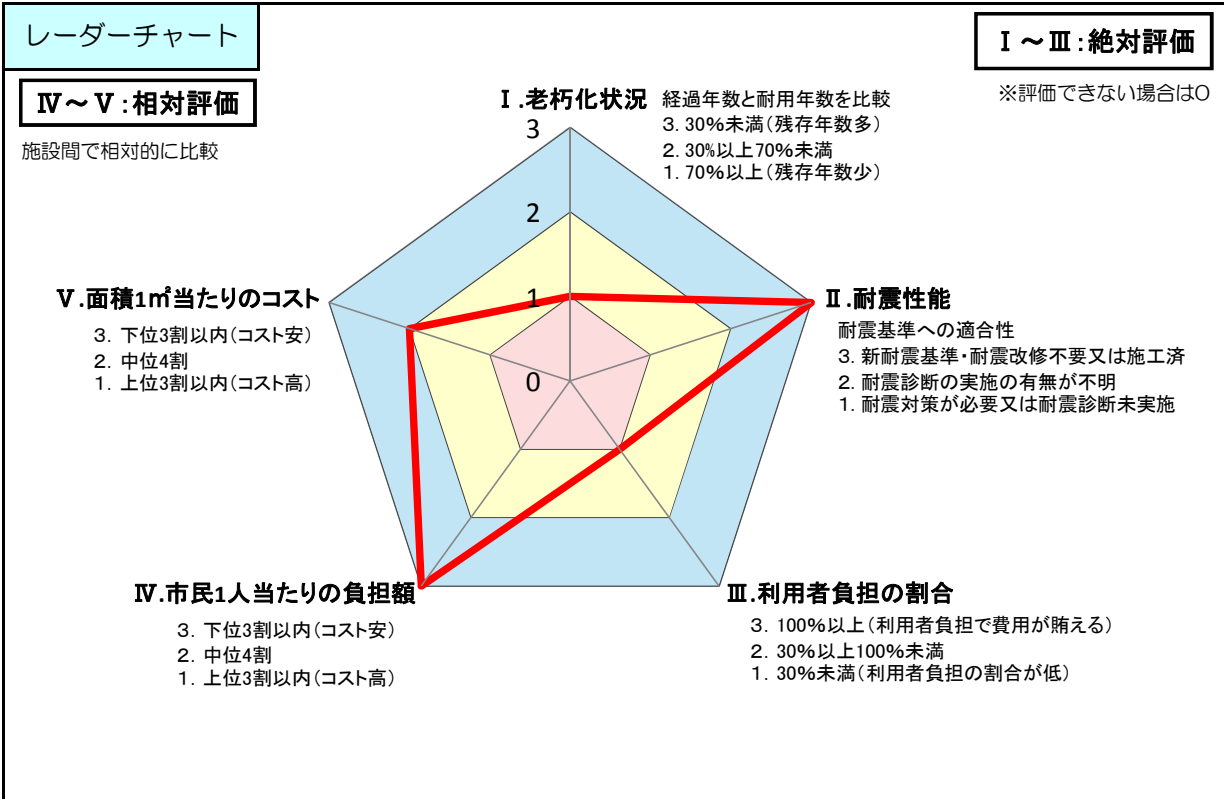 レーダーチャート
Ⅰ～Ⅲ:絶対評価
※評価できない場合は0
Ⅳ～Ⅴ:相対評価
施設間で相対的に比較
Ⅰ.老朽化状況
経過年数と耐用年数を比較
3. 30%未満(残存年数多)
2. 30%以上70%未満
1. 70%以上(残存年数少)
3
2
1
0
Ⅱ.耐震性能
耐震基準への適合性
3. 新耐震基準・耐震改修不要又は施工済
2. 耐震診断の実施の有無が不明
1. 耐震対策が必要又は耐震診断未実施
Ⅴ.面積1㎡当たりのコスト
3. 下位3割以内(コスト安)
2. 中位4割
1. 上位3割以内(コスト高)
Ⅳ.市民1人当たりの負担額
3. 下位3割以内(コスト安)
2. 中位4割
1. 上位3割以内(コスト高)
Ⅲ.利用者負担の割合
3. 100%以上(利用者負担で費用が賄える)
2. 30%以上100%未満
1. 30%未満(利用者負担の割合が低)